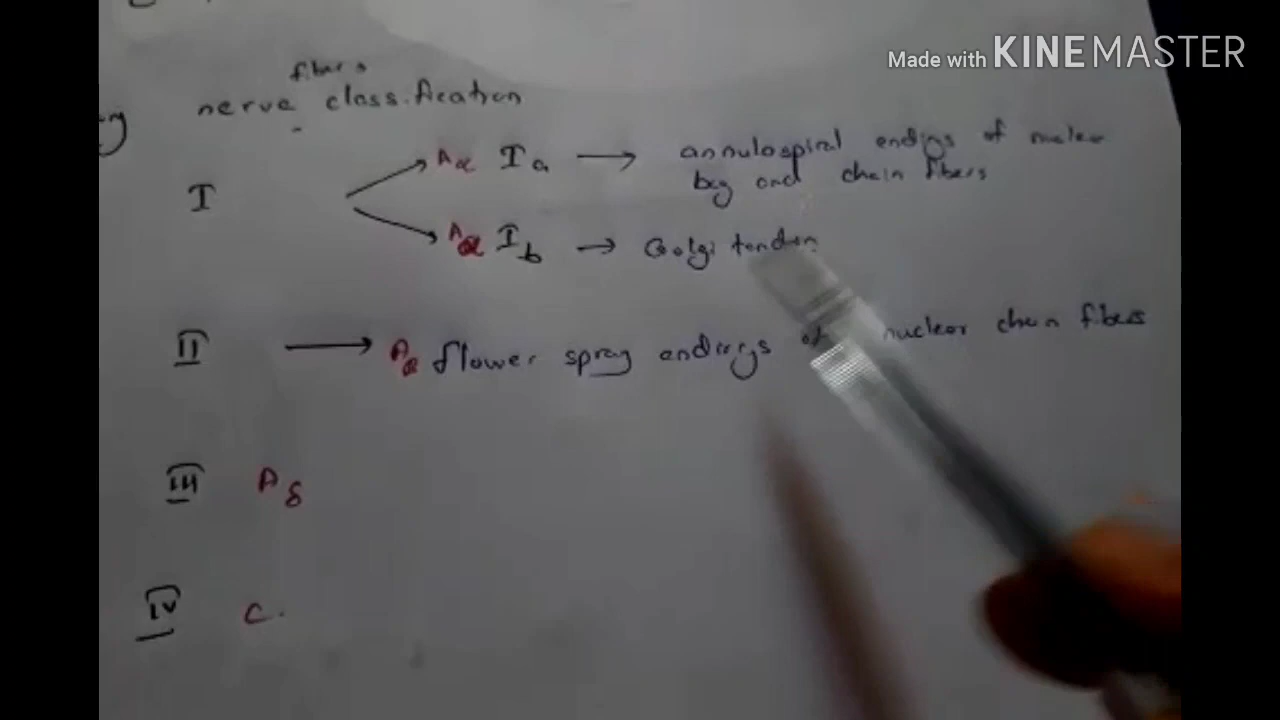 Made with KINEMASTER
fibers
nerve classification
I
Aα Ia → annulospiral endings of nuclear
bag and chain fibers
Aα Ib → Golgi tendon
II → flower spray endings of nuclear chain fibers
III Aδ
IV C.